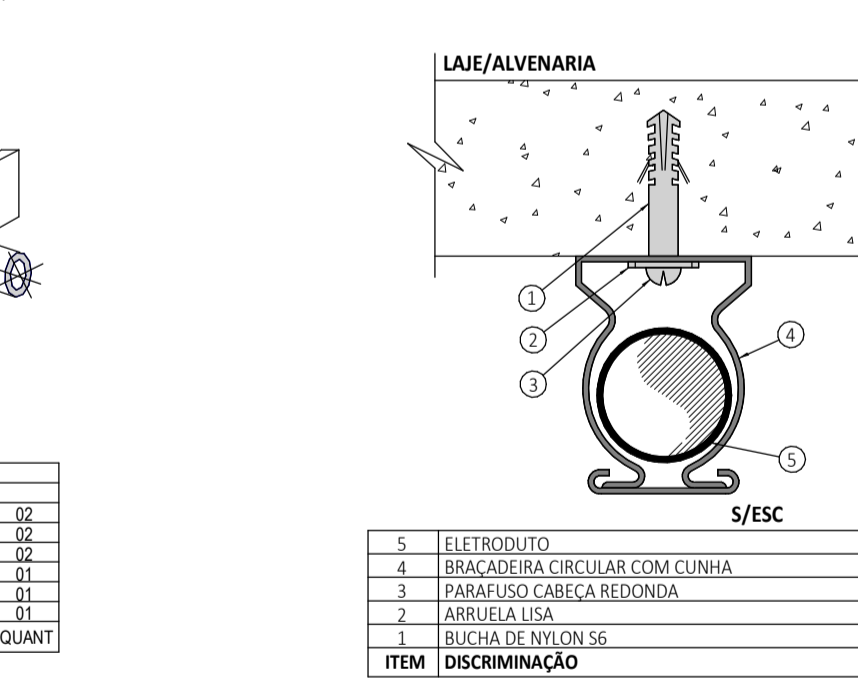 LAJE/ALVENARIA
1
2
3
4
5
S/ESC
5 ELETRODUTO
4 BRAÇADEIRA CIRCULAR COM CUNHA
3 PARAFUSO CABEÇA REDONDA
2 ARRUELA LISA
1 BUCHA DE NYLON S6
ITEM DISCRIMINAÇÃO
02
02
02
01
01
01
QUANT